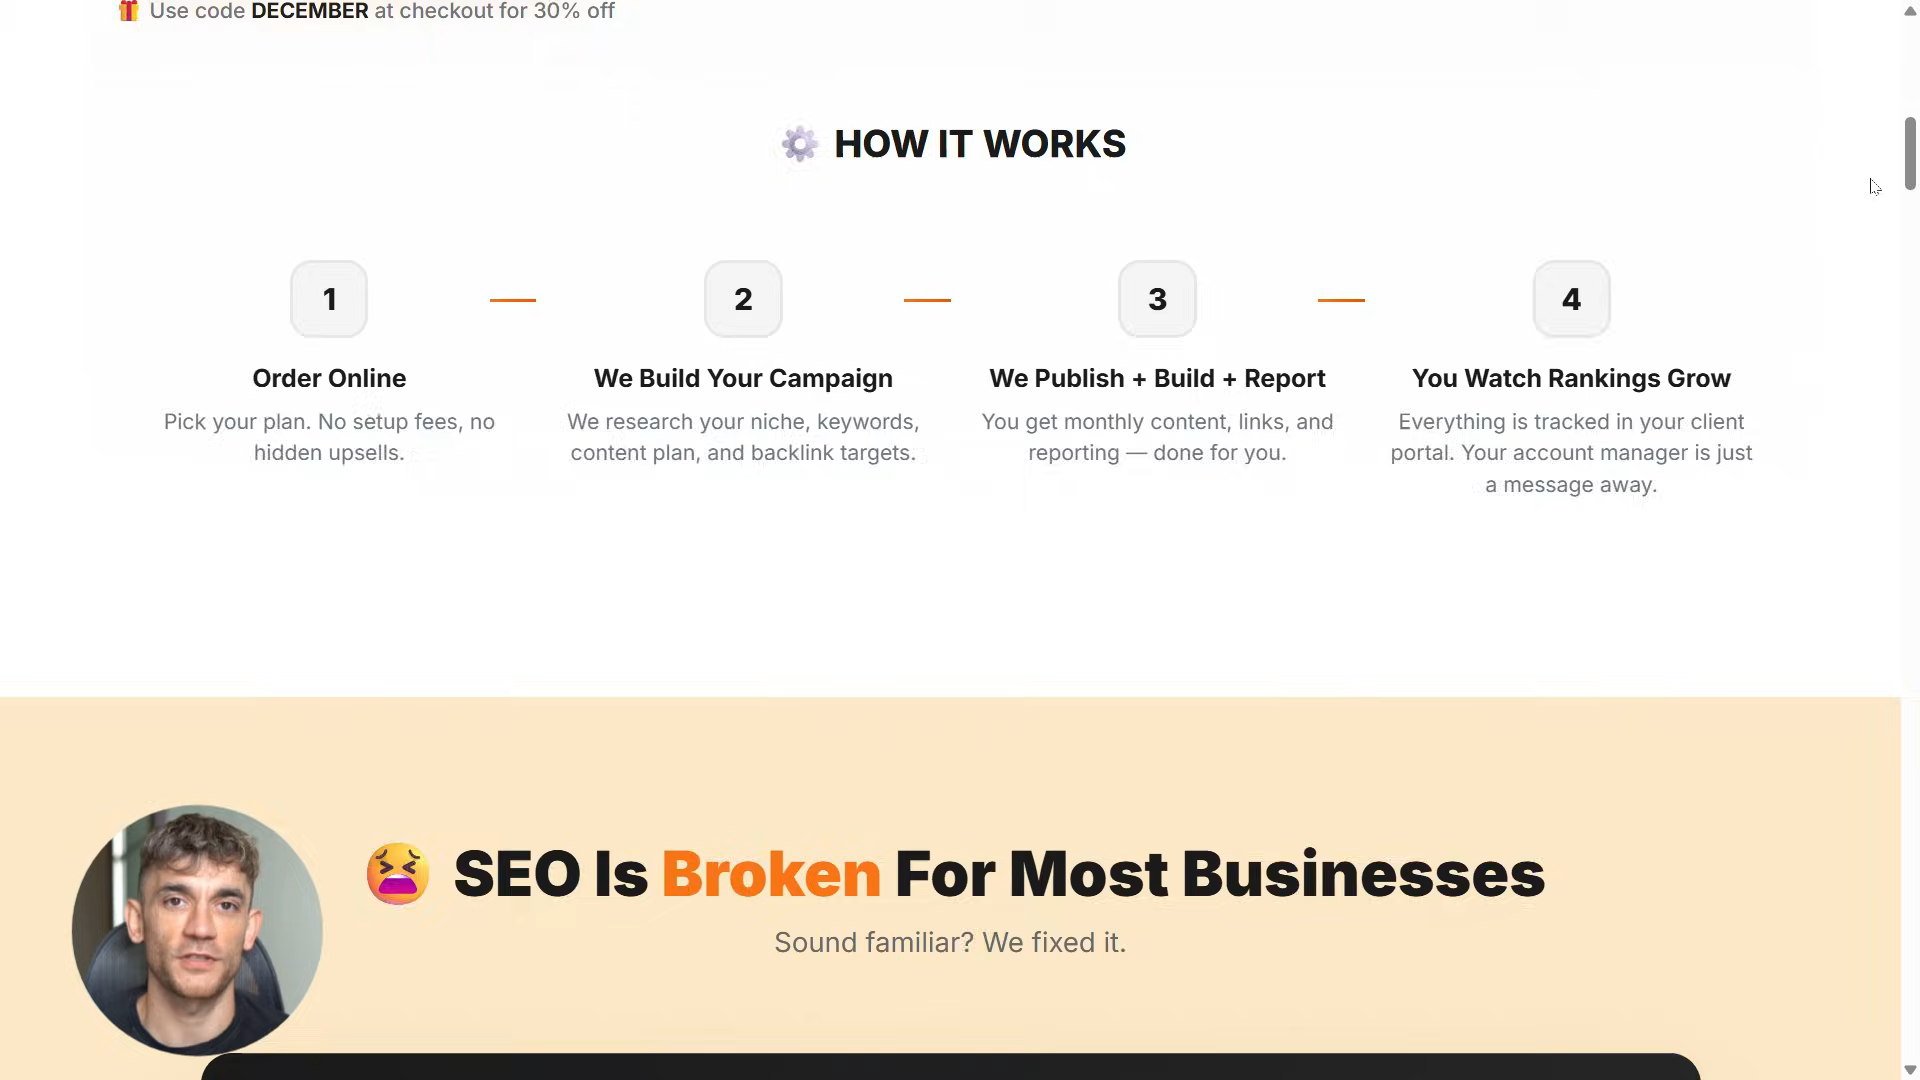 Use code DECEMBER at checkout for 30% off
HOW IT WORKS
1
2
3
4
Order Online
Pick your plan. No setup fees, no
hidden upsells.
We Build Your Campaign
We research your niche, keywords,
content plan, and backlink targets.
We Publish + Build + Report
You get monthly content, links, and
reporting — done for you.
You Watch Rankings Grow
Everything is tracked in your client
portal. Your account manager is just
a message away.
SEO Is Broken For Most Businesses
Sound familiar? We fixed it.